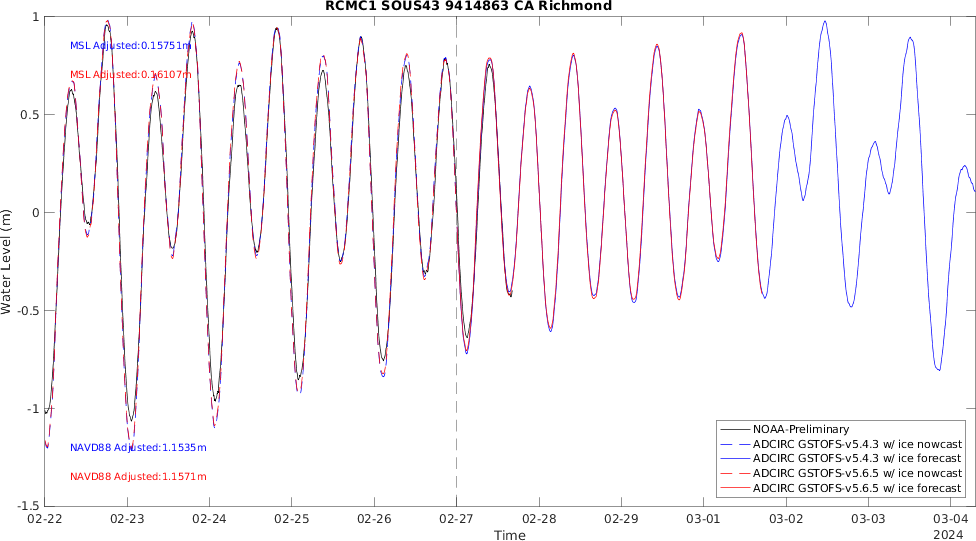 RCMC1 SOUS43 9414863 CA Richmond
1
0.5
0
-0.5
-1
-1.5
Water Level (m)
MSL Adjusted:0.15751m
MSL Adjusted:0.16107m
NAVD88 Adjusted:1.1535m
NAVD88 Adjusted:1.1571m
NOAA-Preliminary
ADCIRC GSTOFS-v5.4.3 w/ ice nowcast
ADCIRC GSTOFS-v5.4.3 w/ ice forecast
ADCIRC GSTOFS-v5.6.5 w/ ice nowcast
ADCIRC GSTOFS-v5.6.5 w/ ice forecast
02-22 02-23 02-24 02-25 02-26 02-27 02-28 02-29 03-01 03-02 03-03 03-04
Time
2024